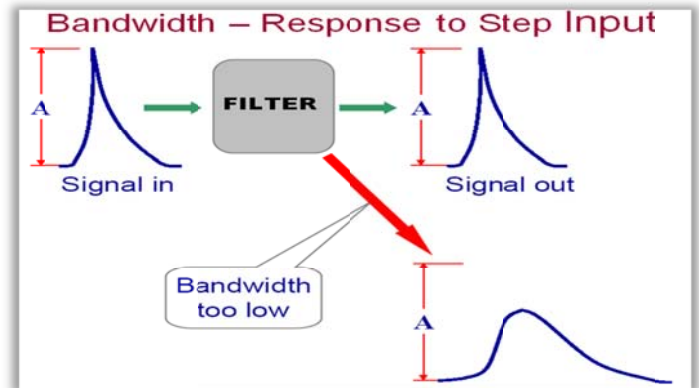 Bandwidth – Response to Step Input
A
FILTER
A
Signal in
Signal out
Bandwidth
too low
A